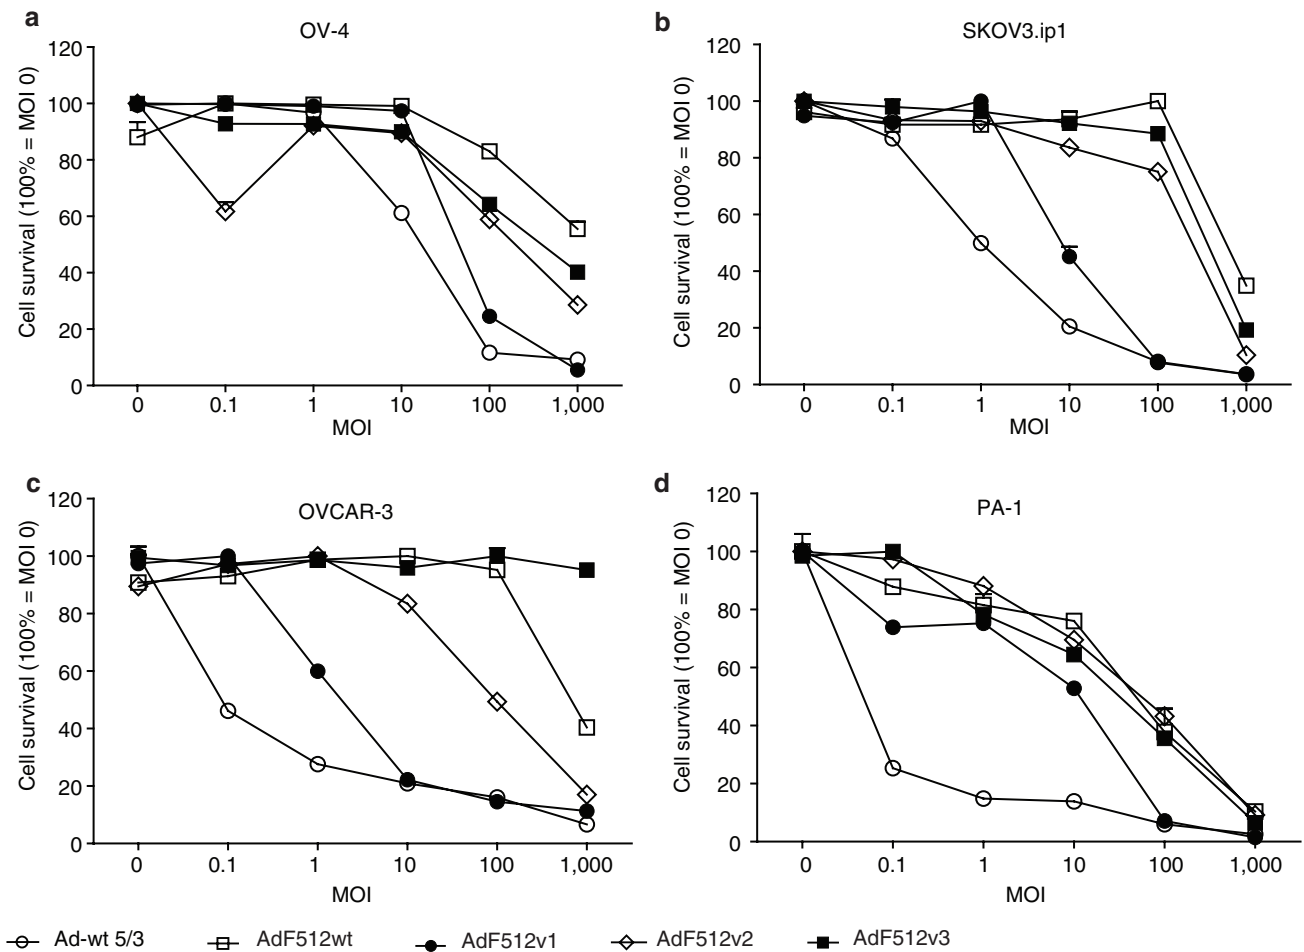 a
OV-4
120
100
80
60
40
20
0
Cell survival (100% = MOI 0)
0 0.1 1 10 100 1,000
MOI
b
SKOV3.ip1
120
100
80
60
40
20
0
Cell survival (100% = MOI 0)
0 0.1 1 10 100 1,000
MOI
c
OVCAR-3
120
100
80
60
40
20
0
Cell survival (100% = MOI 0)
0 0.1 1 10 100 1,000
MOI
d
PA-1
120
100
80
60
40
20
0
Cell survival (100% = MOI 0)
0 0.1 1 10 100 1,000
MOI
Ad-wt 5/3 AdF512wt AdF512v1 AdF512v2 AdF512v3